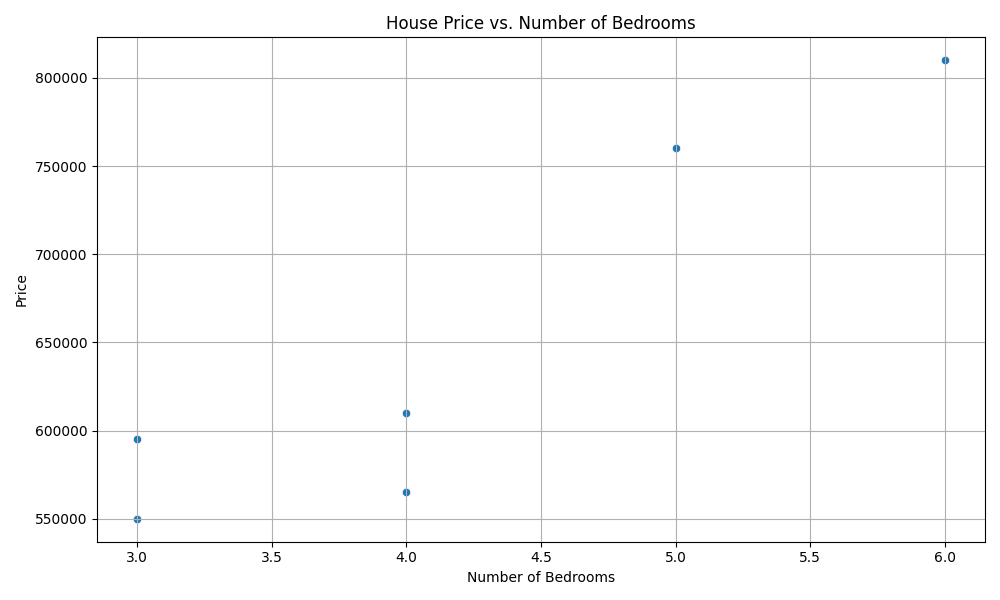 House Price vs. Number of Bedrooms
800000
750000
700000
650000
600000
550000
Price
3.0 3.5 4.0 4.5 5.0 5.5 6.0
Number of Bedrooms